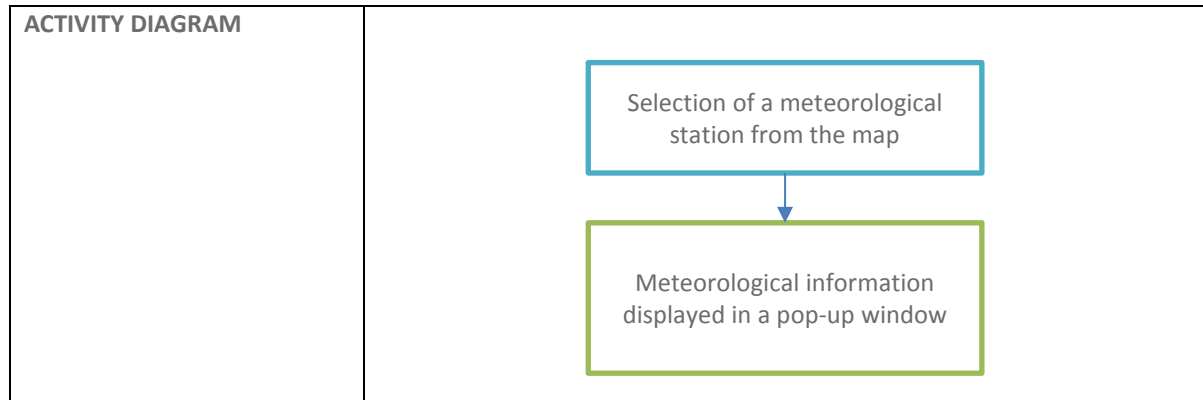 ACTIVITY DIAGRAM
Selection of a meteorological
station from the map
Meteorological information
displayed in a pop-up window